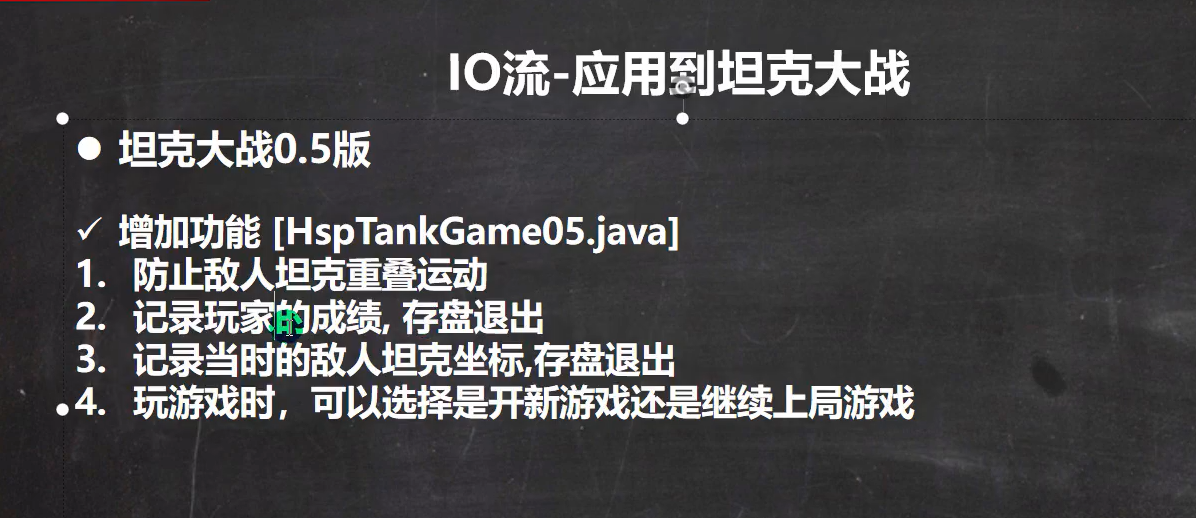 IO流-应用到坦克大战
● 坦克大战0.5版
✓ 增加功能 [HspTankGame05.java]
1. 防止敌人坦克重叠运动
2. 记录玩家的成绩, 存盘退出
3. 记录当时的敌人坦克坐标,存盘退出
4. 玩游戏时，可以选择是开新游戏还是继续上局游戏